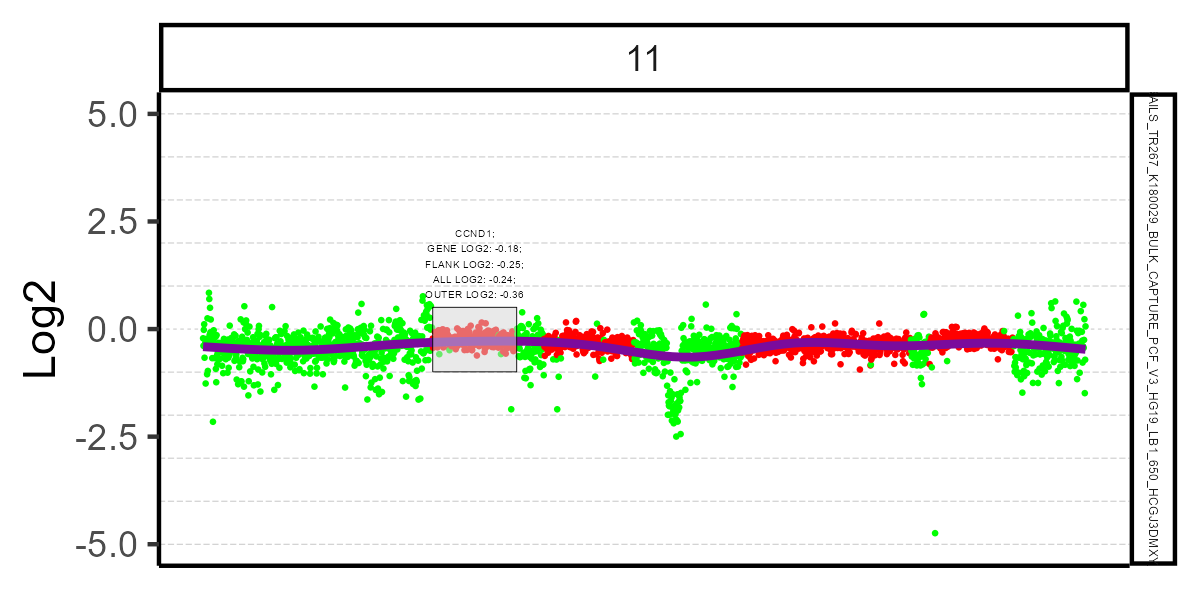 11
Log2
5.0
2.5
0.0
-2.5
-5.0
CCND1;
GENE LOG2: -0.18;
FLANK LOG2: -0.25;
ALL LOG2: -0.24;
OUTER LOG2: -0.36
AILS_TR267_K180029_BULK_CAPTURE_PCF_V3_HG19_LB1_650_HCGJ3DMXY